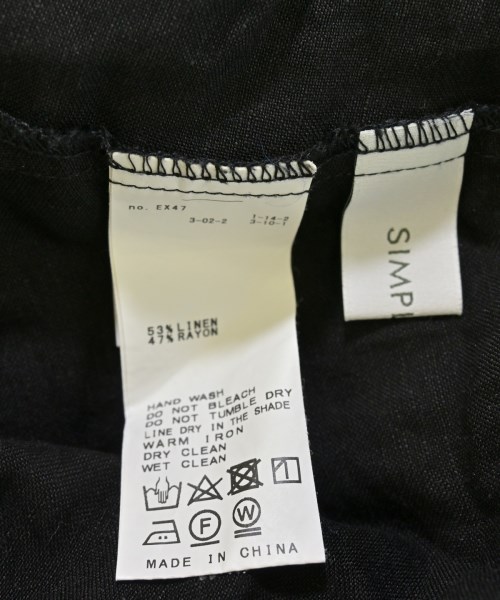 no. EX47
3-02-2 1-14-2
3-10-1
53% LINEN
47% RAYON
HAND WASH
DO NOT BLEACH
DO NOT TUMBLE DRY
LINE DRY IN THE SHADE
WARM IRON
DRY CLEAN
WET CLEAN
F W
MADE IN CHINA
SIMPL